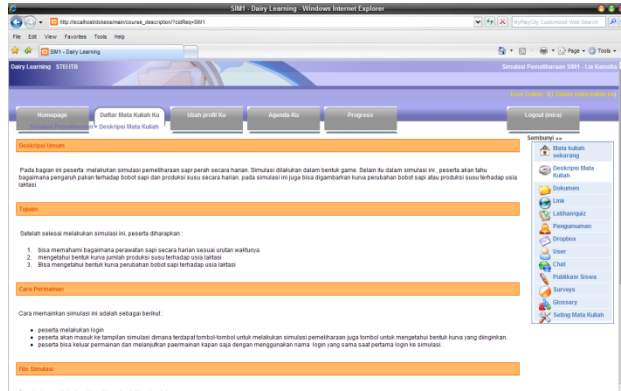 SIM1 - Dairy Learning - Windows Internet Explorer
http://localhost/dokeos/main/course_description/?cidReq=SIM1
MyPlayCity Customized Web Search
File Edit View Favorites Tools Help
SIM1 - Dairy Learning
Page Tools
Dairy Learning STEI ITB
Simulasi Pemeliharaan SIM1 - Lia Kamelia
Homepage
Daftar Mata Kuliah Ku
Ubah profil Ku
Agenda-Ku
Progress
Logout (mira)
> Deskripsi Mata Kuliah
Sembunyi »»
Deskripsi Umum
Pada bagian ini peserta melakukan simulasi pemeliharaan sapi perah secara harian. Simulasi dilakukan dalam bentuk game. Selain itu dalam simulasi ini , peserta akan tahu
bagaimana pengaruh pakan terhadap bobot sapi dan produksi susu secara harian. pada simulasi ini juga bisa digambarkan kurva perubahan bobot sapi atau produksi susu terhadap usia
laktasi.
Tujuan
Setelah selesai melakukan simulasi ini, peserta diharapkan :
1. bisa memahami bagaimana perawatan sapi secara harian sesuai urutan waktunya.
2. mengetahui bentuk kurva jumlah produksi susu terhadap usia laktasi
3. Bisa mengetahui bentuk kurva perubahan bobot sapi terhadap usia laktasi
Cara Permainan
Cara memainkan simulasi ini adalah sebagai berikut :
peserta melakukan login
peserta akan masuk ke tampilan simulasi dimana terdapat tombol-tombol untuk melakukan simulasi pemeliharaan juga tombol untuk mengetahui bentuk kurva yang diinginkan.
peserta bisa keluar permainan dan melanjutkan paermainan kapan saja dengan menggunakan nama login yang sama saat pertama login ke simulasi.
File Simulasi
Mata kuliah
sekarang
Deskripsi Mata
Kuliah
Dokumen
Link
Latihan/quiz
Pengumuman
Dropbox
User
Chat
Publikasi Siswa
Surveys
Glossary
Seting Mata Kuliah